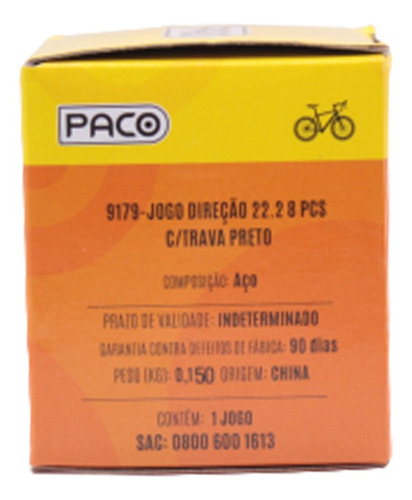 PACO
9179-JOGO DIREÇÃO 22.2 8 PCS
C/TRAVA PRETO
COMPOSIÇÃO: AÇO
PRAZO DE VALIDADE: INDETERMINADO
GARANTIA CONTRA DEFEITOS DE FÁBICA: 90 dias
PESO (KG): 0,150 ORIGEM: CHINA
CONTÉM: 1 JOGO
SAC: 0800 600 1613